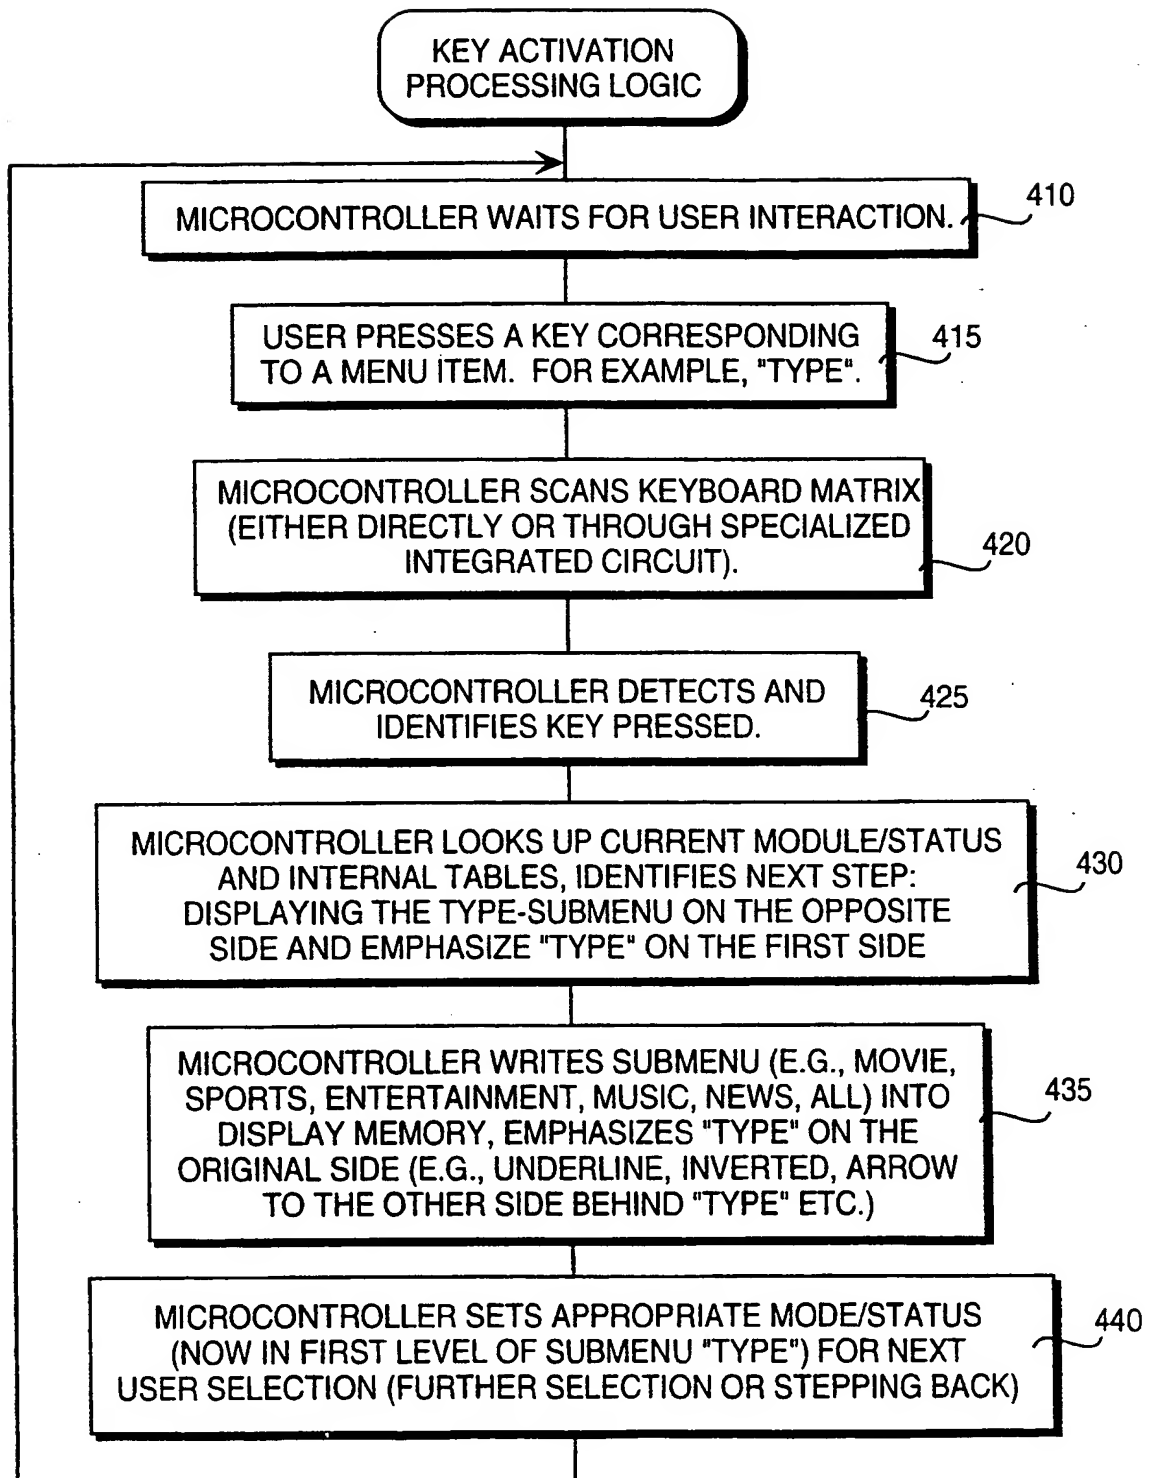 KEY ACTIVATION
PROCESSING LOGIC
MICROCONTROLLER WAITS FOR USER INTERACTION.
410
USER PRESSES A KEY CORRESPONDING
TO A MENU ITEM. FOR EXAMPLE, "TYPE".
415
MICROCONTROLLER SCANS KEYBOARD MATRIX
(EITHER DIRECTLY OR THROUGH SPECIALIZED
INTEGRATED CIRCUIT).
420
MICROCONTROLLER DETECTS AND
IDENTIFIES KEY PRESSED.
425
MICROCONTROLLER LOOKS UP CURRENT MODULE/STATUS
AND INTERNAL TABLES, IDENTIFIES NEXT STEP:
DISPLAYING THE TYPE-SUBMENU ON THE OPPOSITE
SIDE AND EMPHASIZE "TYPE" ON THE FIRST SIDE
430
MICROCONTROLLER WRITES SUBMENU (E.G., MOVIE,
SPORTS, ENTERTAINMENT, MUSIC, NEWS, ALL) INTO
DISPLAY MEMORY, EMPHASIZES "TYPE" ON THE
ORIGINAL SIDE (E.G., UNDERLINE, INVERTED, ARROW
TO THE OTHER SIDE BEHIND "TYPE" ETC.)
435
MICROCONTROLLER SETS APPROPRIATE MODE/STATUS
(NOW IN FIRST LEVEL OF SUBMENU "TYPE") FOR NEXT
USER SELECTION (FURTHER SELECTION OR STEPPING BACK)
440